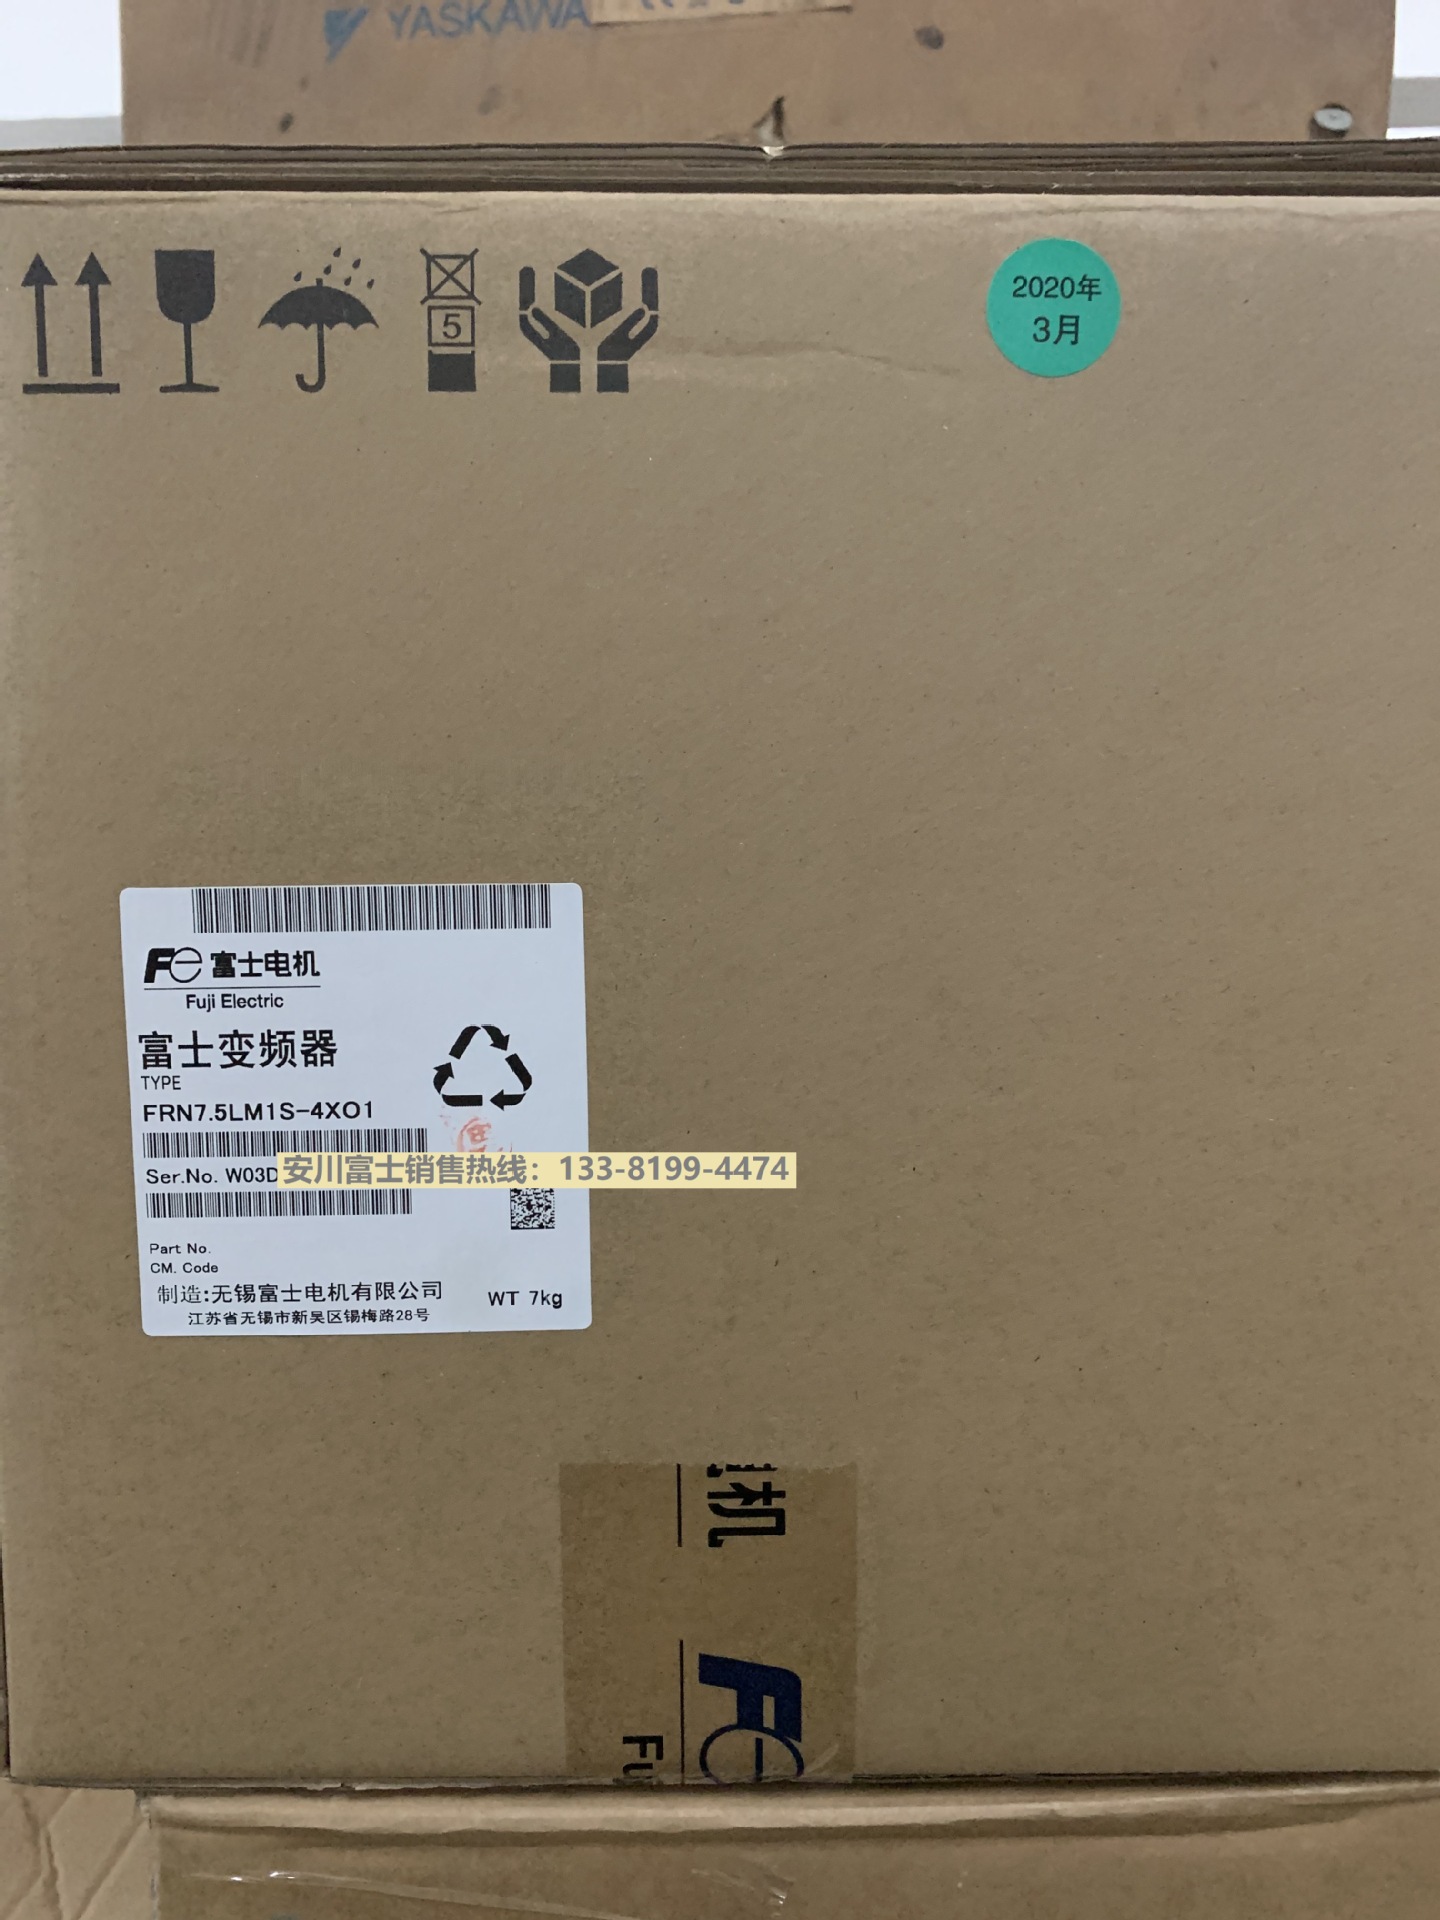 YASKAWA
5
2020年
3月
Fe 富士电机
Fuji Electric
富士变频器
TYPE
FRN7.5LM1S-4XO1
Ser.No. W03D
安川富士销售热线：133-8199-4474
Part No.
CM. Code
制造:无锡富士电机有限公司
江苏省无锡市新吴区锡梅路28号
WT 7kg
机
Fe
Fu